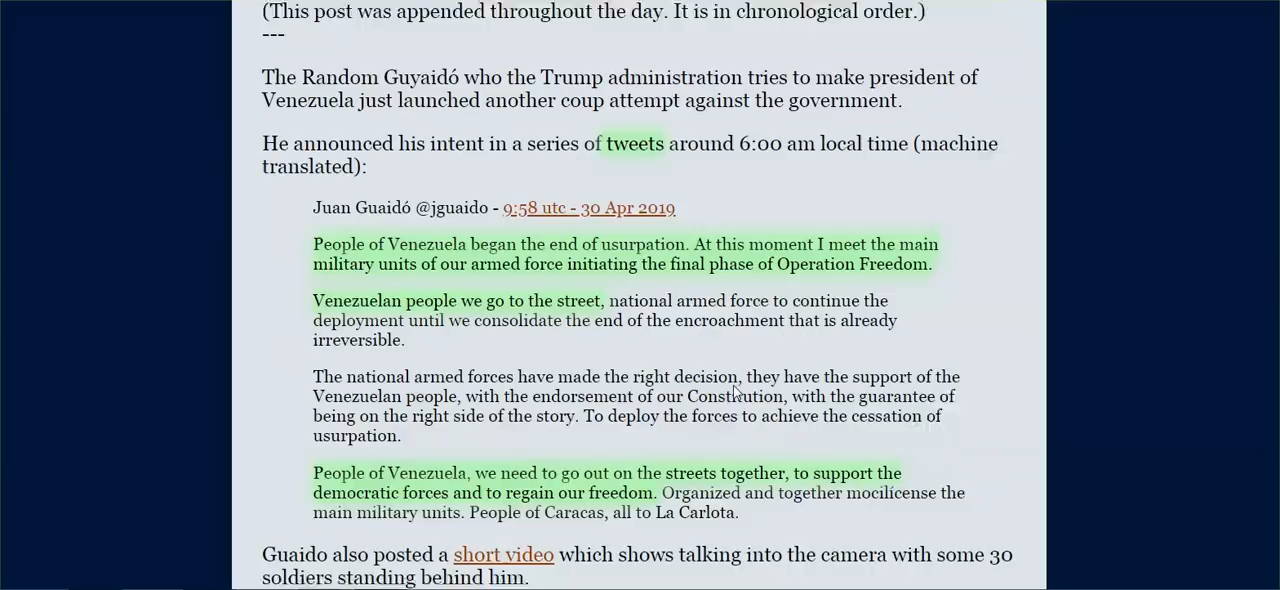 (This post was appended throughout the day. It is in chronological order.)
---
The Random Guyaidó who the Trump administration tries to make president of
Venezuela just launched another coup attempt against the government.
He announced his intent in a series of tweets around 6:00 am local time (machine
translated):
Juan Guaidó @jguaido - 9:58 utc - 30 Apr 2019
People of Venezuela began the end of usurpation. At this moment I meet the main
military units of our armed force initiating the final phase of Operation Freedom.
Venezuelan people we go to the street, national armed force to continue the
deployment until we consolidate the end of the encroachment that is already
irreversible.
The national armed forces have made the right decision, they have the support of the
Venezuelan people, with the endorsement of our Constitution, with the guarantee of
being on the right side of the story. To deploy the forces to achieve the cessation of
usurpation.
People of Venezuela, we need to go out on the streets together, to support the
democratic forces and to regain our freedom. Organized and together mocilícense the
main military units. People of Caracas, all to La Carlota.
Guaido also posted a short video which shows talking into the camera with some 30
soldiers standing behind him.